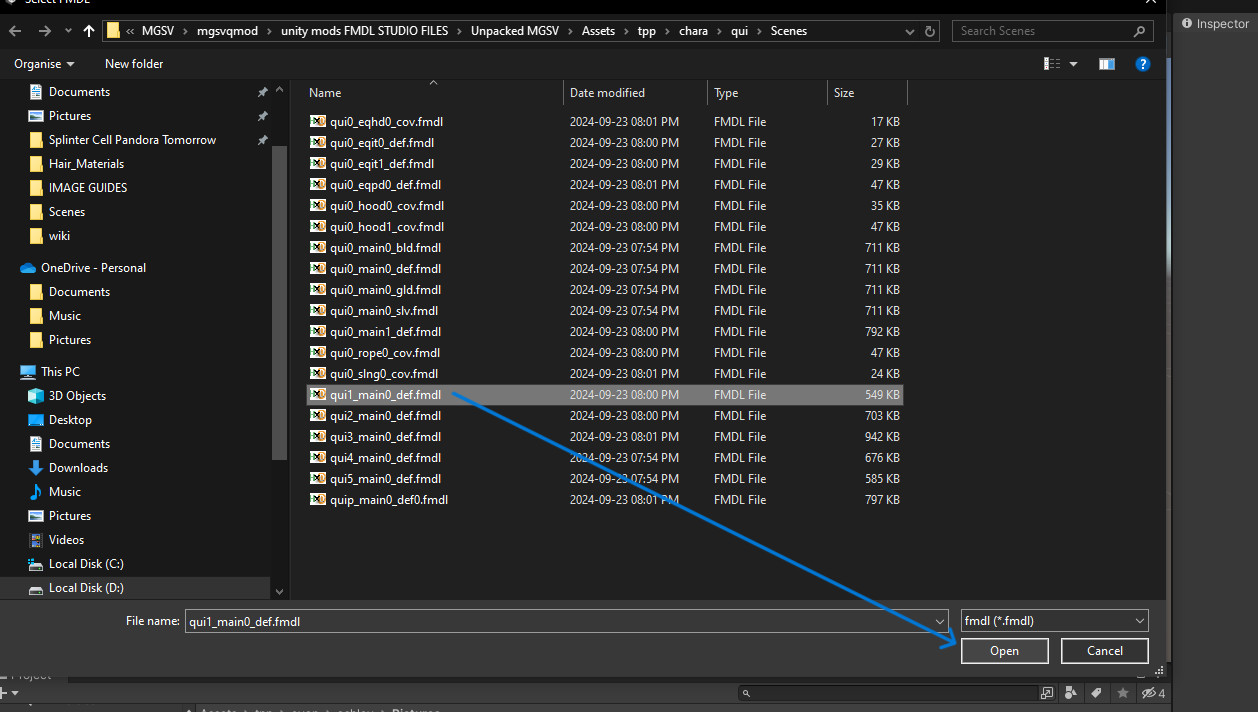 Select FMDL
Inspector
« MGSV > mgsvqmod > unity mods FMDL STUDIO FILES > Unpacked MGSV > Assets > tpp > chara > qui > Scenes
Search Scenes
Organise
New folder
Documents
Pictures
Splinter Cell Pandora Tomorrow
Hair_Materials
IMAGE GUIDES
Scenes
wiki
OneDrive - Personal
Documents
Music
Pictures
This PC
3D Objects
Desktop
Documents
Downloads
Music
Pictures
Videos
Local Disk (C:)
Local Disk (D:)
Name Date modified Type Size
qui0_eqhd0_cov.fmdl 2024-09-23 08:01 PM FMDL File 17 KB
qui0_eqit0_def.fmdl 2024-09-23 08:00 PM FMDL File 27 KB
qui0_eqit1_def.fmdl 2024-09-23 08:00 PM FMDL File 29 KB
qui0_eqpd0_def.fmdl 2024-09-23 08:01 PM FMDL File 47 KB
qui0_hood0_cov.fmdl 2024-09-23 08:00 PM FMDL File 35 KB
qui0_hood1_cov.fmdl 2024-09-23 08:00 PM FMDL File 47 KB
qui0_main0_bld.fmdl 2024-09-23 07:54 PM FMDL File 711 KB
qui0_main0_def.fmdl 2024-09-23 07:54 PM FMDL File 711 KB
qui0_main0_gld.fmdl 2024-09-23 07:54 PM FMDL File 711 KB
qui0_main0_slv.fmdl 2024-09-23 07:54 PM FMDL File 711 KB
qui0_main1_def.fmdl 2024-09-23 08:00 PM FMDL File 792 KB
qui0_rope0_cov.fmdl 2024-09-23 08:00 PM FMDL File 47 KB
qui0_slng0_cov.fmdl 2024-09-23 08:01 PM FMDL File 24 KB
qui1_main0_def.fmdl 2024-09-23 08:00 PM FMDL File 549 KB
qui2_main0_def.fmdl 2024-09-23 08:00 PM FMDL File 703 KB
qui3_main0_def.fmdl 2024-09-23 08:01 PM FMDL File 942 KB
qui4_main0_def.fmdl 2024-09-23 07:54 PM FMDL File 676 KB
qui5_main0_def.fmdl 2024-09-23 07:54 PM FMDL File 585 KB
quip_main0_def0.fmdl 2024-09-23 08:01 PM FMDL File 797 KB
File name: qui1_main0_def.fmdl
fmdl (*.fmdl)
Open
Cancel
Project
4